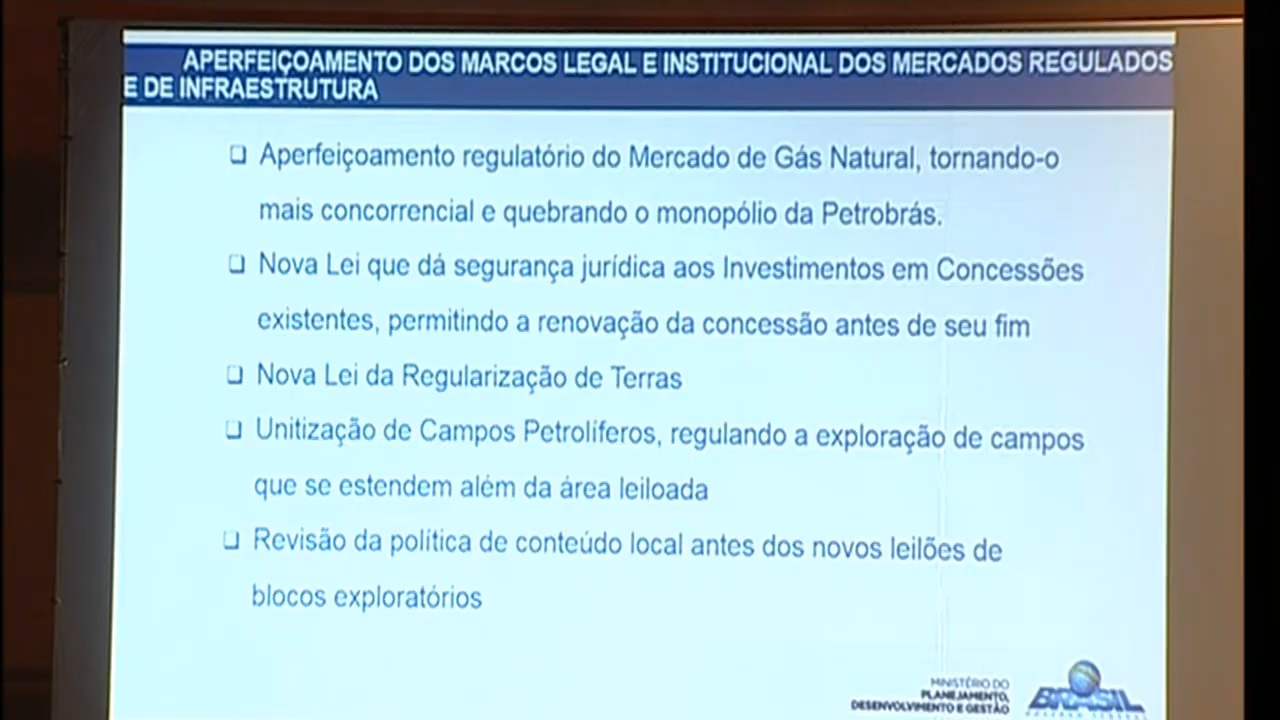 APERFEIÇOAMENTO DOS MARCOS LEGAL E INSTITUCIONAL DOS MERCADOS REGULADOS
E DE INFRAESTRUTURA
❑ Aperfeiçoamento regulatório do Mercado de Gás Natural, tornando-o
mais concorrencial e quebrando o monopólio da Petrobrás.
❑ Nova Lei que dá segurança jurídica aos Investimentos em Concessões
existentes, permitindo a renovação da concessão antes de seu fim
❑ Nova Lei da Regularização de Terras
❑ Unitização de Campos Petrolíferos, regulando a exploração de campos
que se estendem além da área leiloada
❑ Revisão da política de conteúdo local antes dos novos leilões de
blocos exploratórios
MINISTÉRIO DO
PLANEJAMENTO,
DESENVOLVIMENTO E GESTÃO
BRASIL
GOVERNO FEDERAL